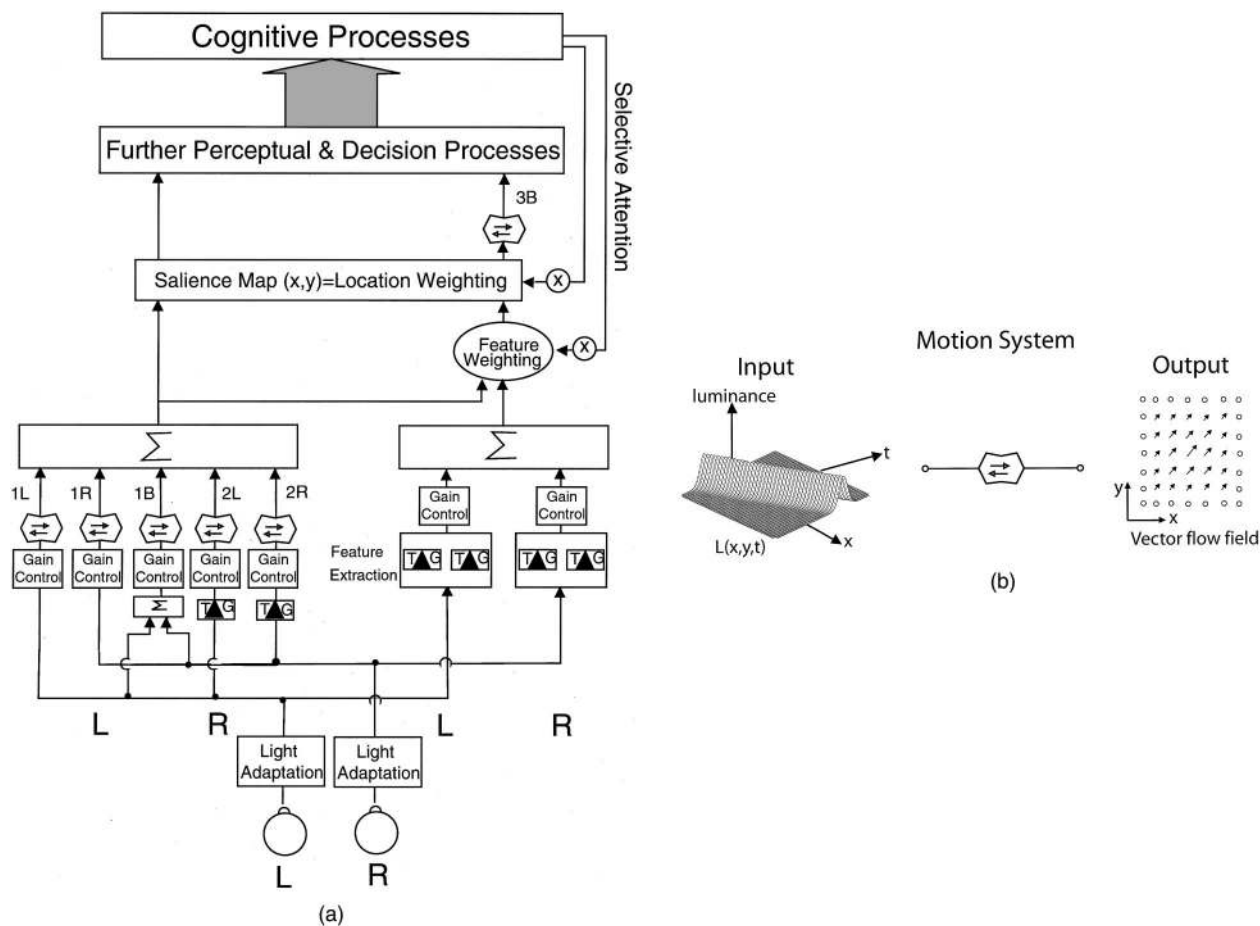 Cognitive Processes
Selective Attention
Further Perceptual & Decision Processes
3B
Salience Map (x,y)=Location Weighting
X
Feature
Weighting
X
Σ
Σ
1L
1R
1B
2L
2R
Gain
Control
Gain
Control
Gain
Control
Gain
Control
Gain
Control
Gain
Control
Gain
Control
Feature
Extraction
T G
T G
T G
T G
Σ
T G
T G
L
R
L
R
Light
Adaptation
Light
Adaptation
L
R
(a)
Motion System
Input
Output
luminance
t
x
L(x,y,t)
y
x
Vector flow field
(b)